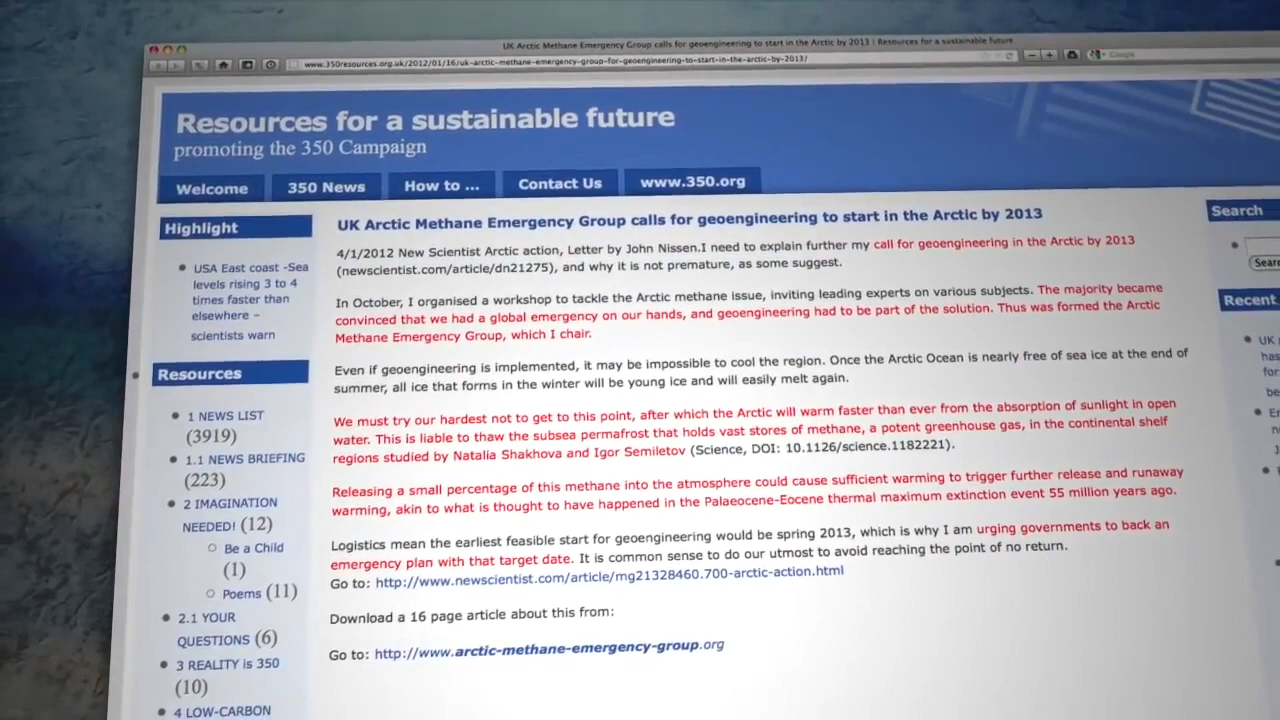 UK Arctic Methane Emergency Group calls for geoengineering to start in the Arctic by 2013 | Resources for a sustainable future
www.350resources.org.uk/2012/01/16/uk-arctic-methane-emergency-group-for-geoengineering-to-start-in-the-arctic-by-2013/
Google
Resources for a sustainable future
promoting the 350 Campaign
Welcome
350 News
How to ...
Contact Us
www.350.org
Highlight
USA East coast -Sea
levels rising 3 to 4
times faster than
elsewhere –
scientists warn
Resources
1 NEWS LIST
(3919)
1.1 NEWS BRIEFING
(223)
2 IMAGINATION
NEEDED! (12)
Be a Child
(1)
Poems (11)
2.1 YOUR
QUESTIONS (6)
3 REALITY is 350
(10)
4 LOW-CARBON
UK Arctic Methane Emergency Group calls for geoengineering to start in the Arctic by 2013
4/1/2012 New Scientist Arctic action, Letter by John Nissen.I need to explain further my call for geoengineering in the Arctic by 2013
(newscientist.com/article/dn21275), and why it is not premature, as some suggest.
In October, I organised a workshop to tackle the Arctic methane issue, inviting leading experts on various subjects. The majority became
convinced that we had a global emergency on our hands, and geoengineering had to be part of the solution. Thus was formed the Arctic
Methane Emergency Group, which I chair.
Even if geoengineering is implemented, it may be impossible to cool the region. Once the Arctic Ocean is nearly free of sea ice at the end of
summer, all ice that forms in the winter will be young ice and will easily melt again.
We must try our hardest not to get to this point, after which the Arctic will warm faster than ever from the absorption of sunlight in open
water. This is liable to thaw the subsea permafrost that holds vast stores of methane, a potent greenhouse gas, in the continental shelf
regions studied by Natalia Shakhova and Igor Semiletov (Science, DOI: 10.1126/science.1182221).
Releasing a small percentage of this methane into the atmosphere could cause sufficient warming to trigger further release and runaway
warming, akin to what is thought to have happened in the Palaeocene-Eocene thermal maximum extinction event 55 million years ago.
Logistics mean the earliest feasible start for geoengineering would be spring 2013, which is why I am urging governments to back an
emergency plan with that target date. It is common sense to do our utmost to avoid reaching the point of no return.
Go to: http://www.newscientist.com/article/mg21328460.700-arctic-action.html
Download a 16 page article about this from:
Go to: http://www.arctic-methane-emergency-group.org
Search
Recent
UK
has
for
be